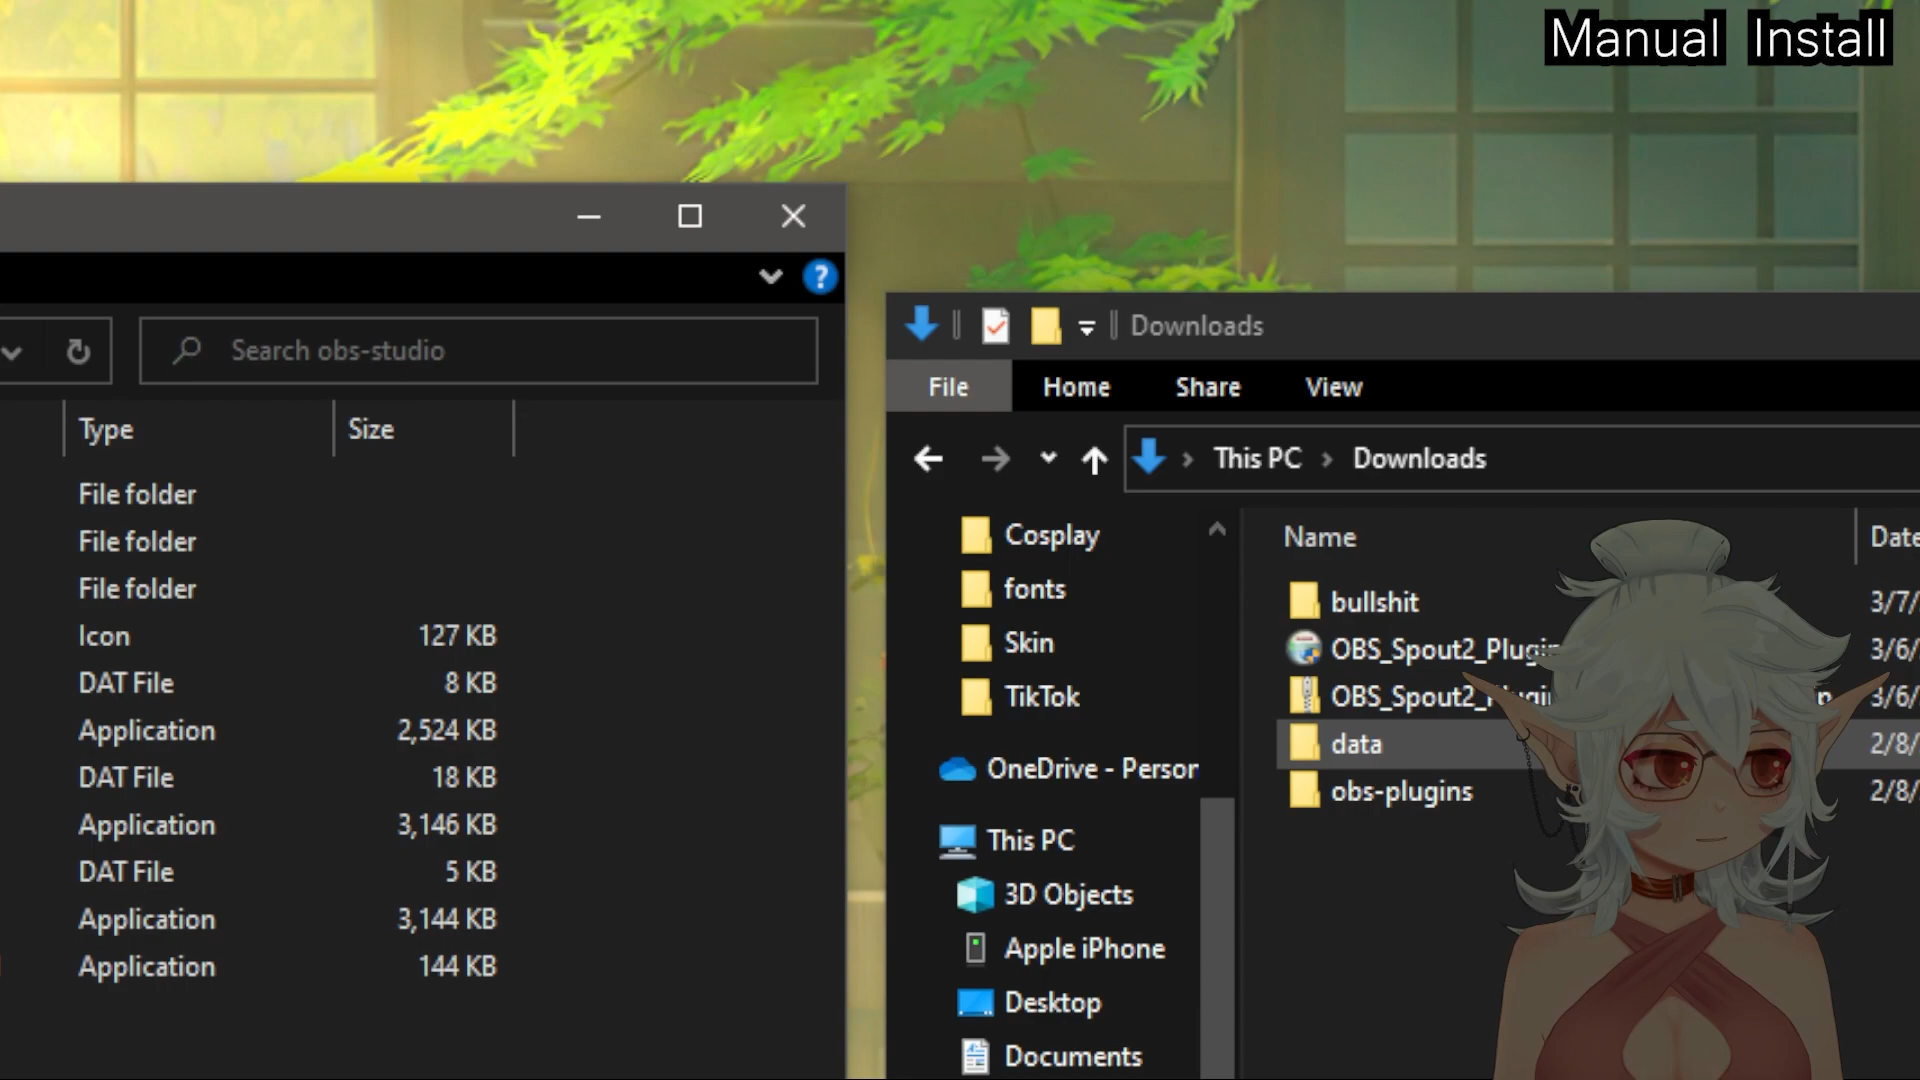 Manual Install
Search obs-studio
Type Size
File folder
File folder
File folder
Icon 127 KB
DAT File 8 KB
Application 2,524 KB
DAT File 18 KB
Application 3,146 KB
DAT File 5 KB
Application 3,144 KB
Application 144 KB
Downloads
File Home Share View
This PC > Downloads
Cosplay
fonts
Skin
TikTok
OneDrive - Person
This PC
3D Objects
Apple iPhone
Desktop
Documents
Name Date
bullshit 3/7/
OBS_Spout2_Plugin 3/6/
OBS_Spout2_Plugin 3/6/
data 2/8/
obs-plugins 2/8/